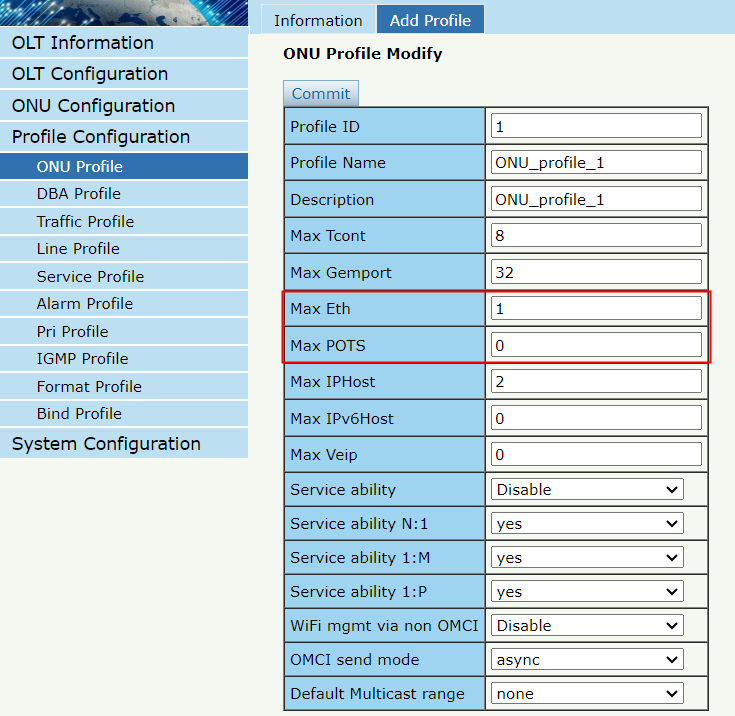 OLT Information
OLT Configuration
ONU Configuration
Profile Configuration
ONU Profile
DBA Profile
Traffic Profile
Line Profile
Service Profile
Alarm Profile
Pri Profile
IGMP Profile
Format Profile
Bind Profile
System Configuration
Information Add Profile
ONU Profile Modify
Commit
Profile ID 1
Profile Name ONU_profile_1
Description ONU_profile_1
Max Tcont 8
Max Gemport 32
Max Eth 1
Max POTS 0
Max IPHost 2
Max IPv6Host 0
Max Veip 0
Service ability Disable
Service ability N:1 yes
Service ability 1:M yes
Service ability 1:P yes
WiFi mgmt via non OMCI Disable
OMCI send mode async
Default Multicast range none